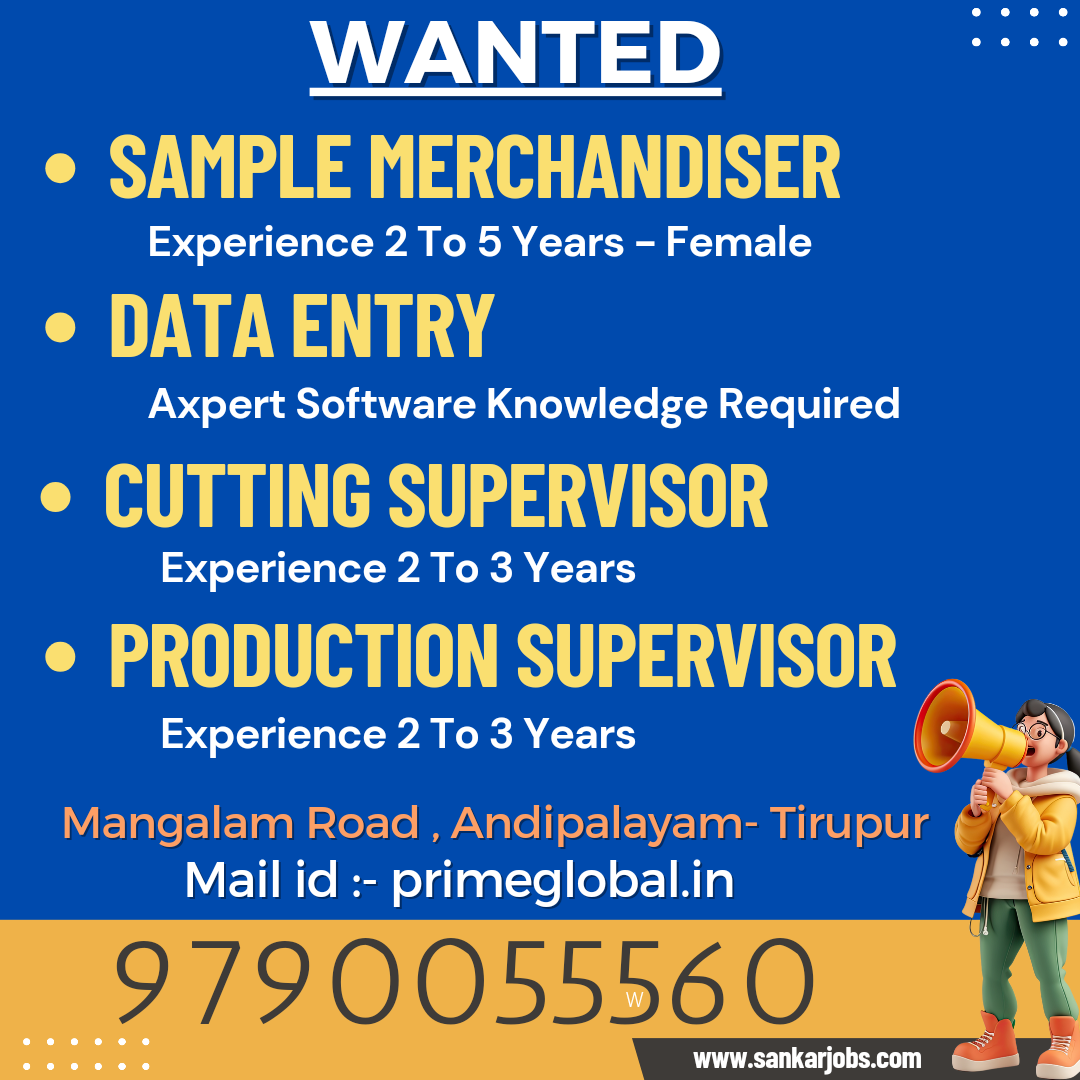 WANTED
SAMPLE MERCHANDISER
Experience 2 To 5 Years – Female
DATA ENTRY
Axpert Software Knowledge Required
CUTTING SUPERVISOR
Experience 2 To 3 Years
PRODUCTION SUPERVISOR
Experience 2 To 3 Years
Mangalam Road , Andipalayam- Tirupur
Mail id :- primeglobal.in
9790055560
W
www.sankarjobs.com